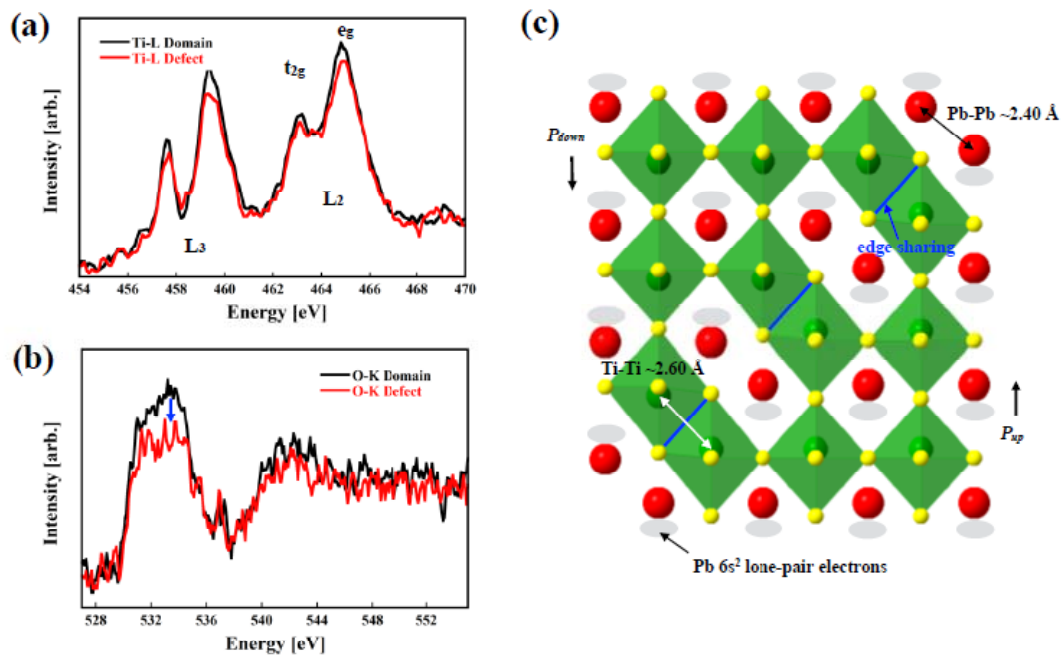 (a)
Ti-L Domain
Ti-L Defect
t2g
eg
L3
L2
Intensity [arb.]
454 456 458 460 462 464 466 468 470
Energy [eV]
(b)
O-K Domain
O-K Defect
Intensity [arb.]
528 532 536 540 544 548 552
Energy [eV]
(c)
Pb-Pb ~2.40 Å
Pdown
edge sharing
Ti-Ti ~2.60 Å
Pup
Pb 6s² lone-pair electrons